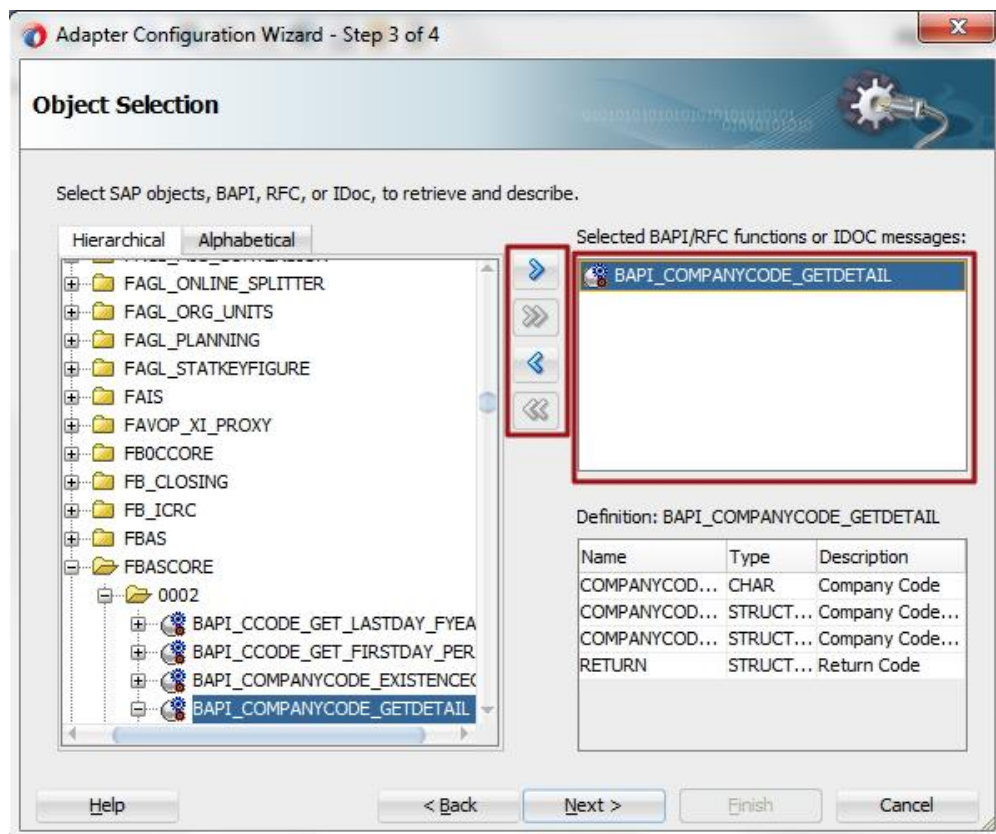 Adapter Configuration Wizard - Step 3 of 4
x
Object Selection
Select SAP objects, BAPI, RFC, or IDoc, to retrieve and describe.
Hierarchical Alphabetical
FAGL_ONLINE_SPLITTER
FAGL_ORG_UNITS
FAGL_PLANNING
FAGL_STATKEYFIGURE
FAIS
FAVOP_XI_PROXY
FB0CCORE
FB_CLOSING
FB_ICRC
FBAS
FBASCORE
0002
BAPI_CCODE_GET_LASTDAY_FYEA
BAPI_CCODE_GET_FIRSTDAY_PER
BAPI_COMPANYCODE_EXISTENCEC
BAPI_COMPANYCODE_GETDETAIL
Selected BAPI/RFC functions or IDOC messages:
BAPI_COMPANYCODE_GETDETAIL
Definition: BAPI_COMPANYCODE_GETDETAIL
Name Type Description
COMPANYCOD... CHAR Company Code
COMPANYCOD... STRUCT... Company Code...
COMPANYCOD... STRUCT... Company Code...
RETURN STRUCT... Return Code
Help < Back Next > Finish Cancel